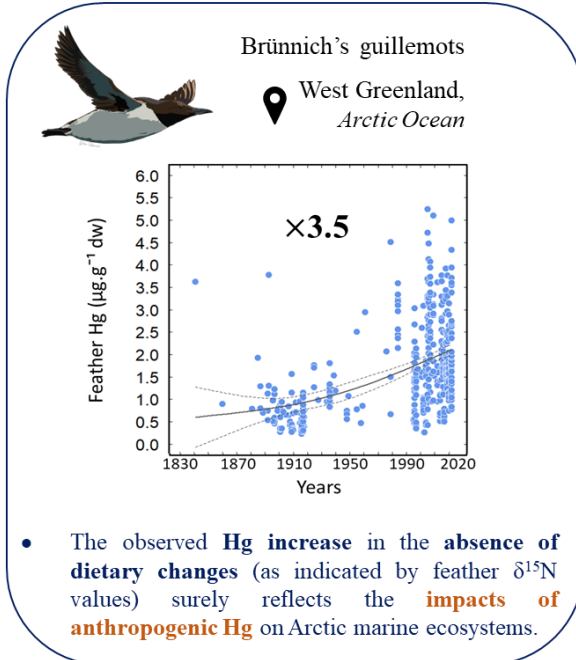 Brünnich’s guillemots
West Greenland,
Arctic Ocean
×3.5
Feather Hg (µg.g⁻¹ dw)
6.0
5.5
5.0
4.5
4.0
3.5
3.0
2.5
2.0
1.5
1.0
0.5
0.0
1830 1870 1910 1950 1990 2020
Years
• The observed Hg increase in the absence of
dietary changes (as indicated by feather δ¹⁵N
values) surely reflects the impacts of
anthropogenic Hg on Arctic marine ecosystems.